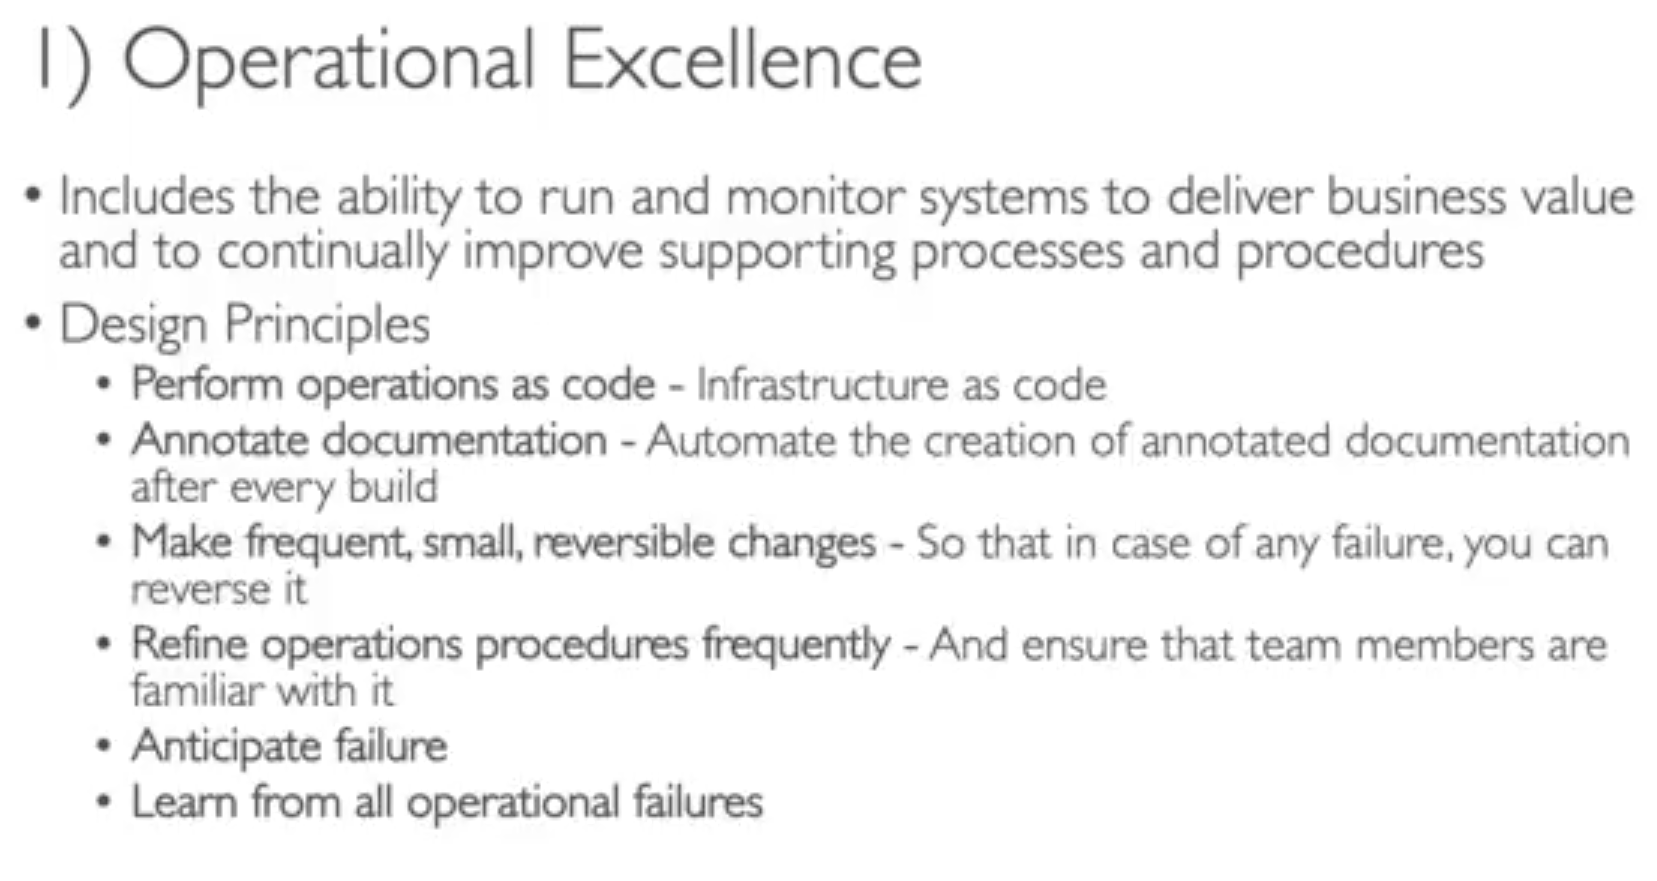 1) Operational Excellence
• Includes the ability to run and monitor systems to deliver business value
and to continually improve supporting processes and procedures
• Design Principles
• Perform operations as code - Infrastructure as code
• Annotate documentation - Automate the creation of annotated documentation
after every build
• Make frequent, small, reversible changes - So that in case of any failure, you can
reverse it
• Refine operations procedures frequently - And ensure that team members are
familiar with it
• Anticipate failure
• Learn from all operational failures